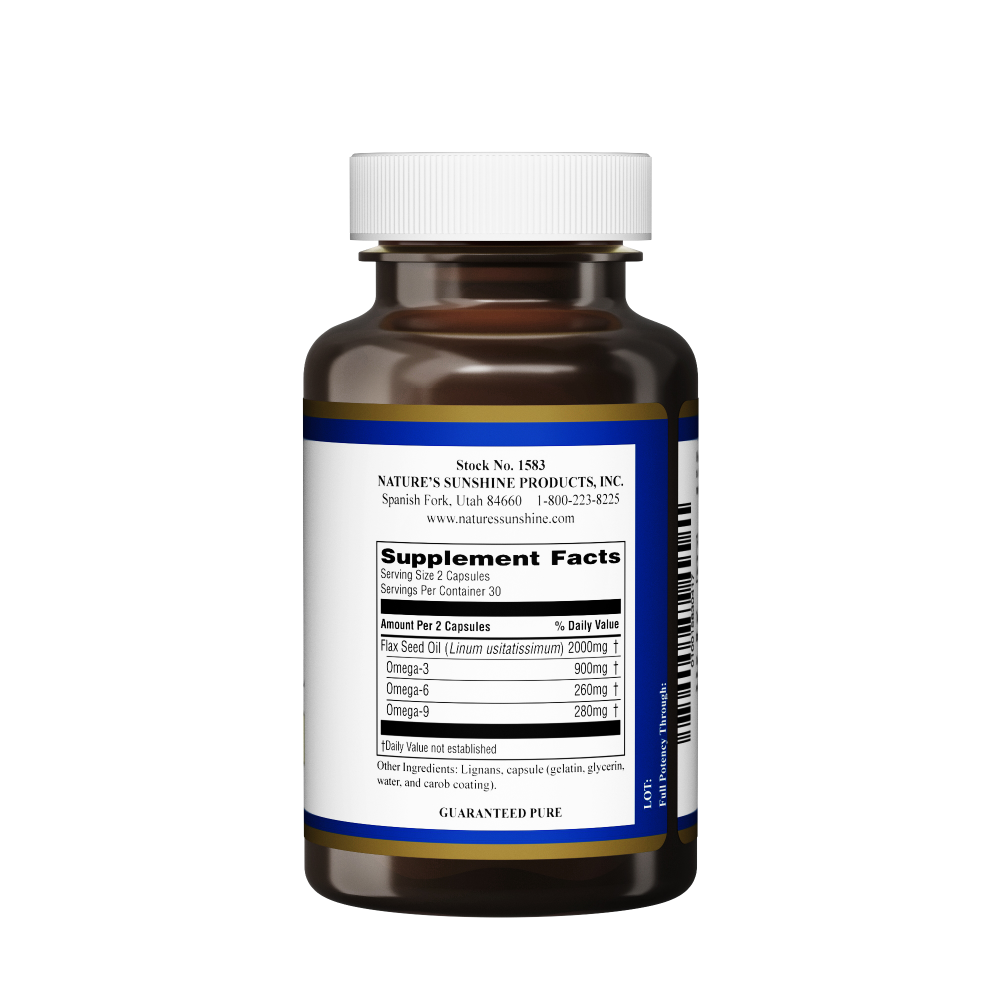 Stock No. 1583
NATURE'S SUNSHINE PRODUCTS, INC.
Spanish Fork, Utah 84660 1-800-223-8225
www.naturessunshine.com
Supplement Facts
Serving Size 2 Capsules
Servings Per Container 30
Amount Per 2 Capsules % Daily Value
Flax Seed Oil (Linum usitatissimum) 2000mg †
Omega-3 900mg †
Omega-6 260mg †
Omega-9 280mg †
†Daily Value not established
Other Ingredients: Lignans, capsule (gelatin, glycerin,
water, and carob coating).
GUARANTEED PURE
LOT:
Full Potency Through: